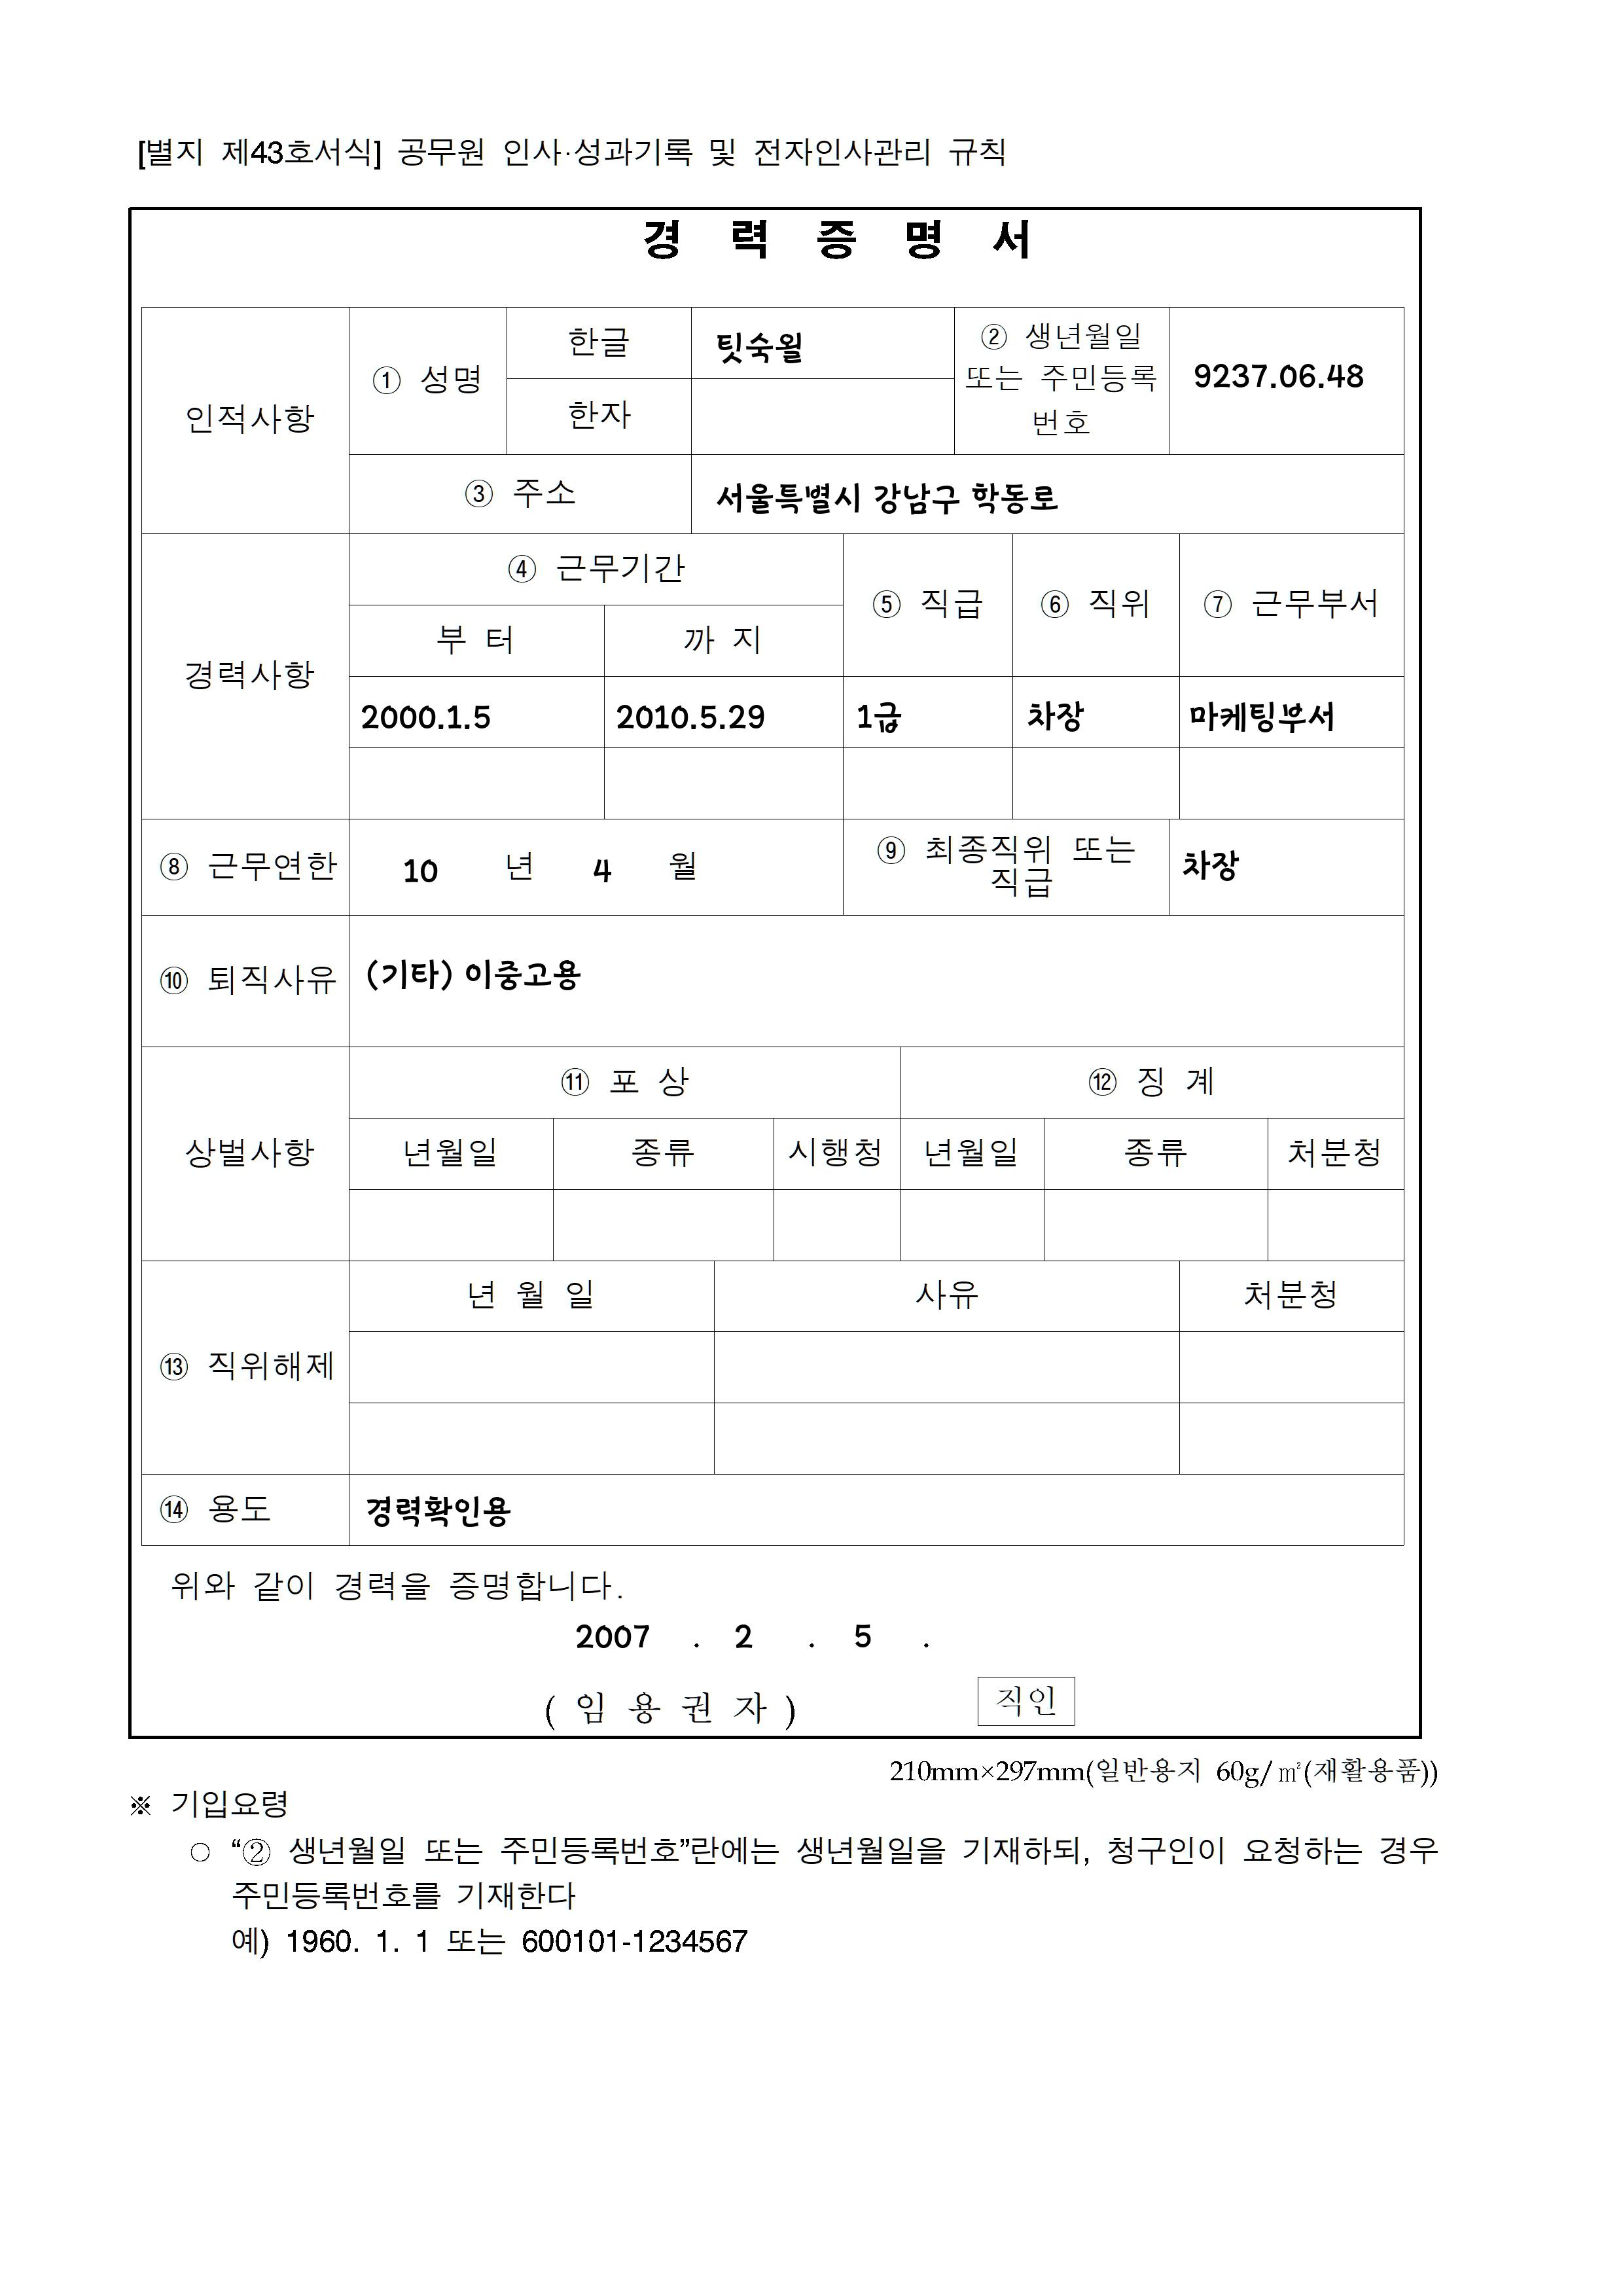 [별지 제43호서식] 공무원 인사·성과기록 및 전자인사관리 규칙
경 력 증 명 서
인적사항
① 성명
한글
팃숙욀
② 생년월일
또는 주민등록
번호
9237.06.48
한자
③ 주소
서울특별시 강남구 학동로
경력사항
④ 근무기간
⑤ 직급
⑥ 직위
⑦ 근무부서
부 터
까 지
2000.1.5
2010.5.29
1급
차장
마케팅부서
⑧ 근무연한
10 년 4 월
⑨ 최종직위 또는
직급
차장
⑩ 퇴직사유
(기타) 이중고용
상벌사항
⑪ 포 상
⑫ 징 계
년월일
종류
시행청
년월일
종류
처분청
⑬ 직위해제
년 월 일
사유
처분청
⑭ 용도
경력확인용
위와 같이 경력을 증명합니다.
2007 . 2 . 5 .
( 임 용 권 자 )
직인
210mm×297mm(일반용지 60g/㎡(재활용품))
※ 기입요령
○ “② 생년월일 또는 주민등록번호”란에는 생년월일을 기재하되, 청구인이 요청하는 경우
주민등록번호를 기재한다
예) 1960. 1. 1 또는 600101-1234567